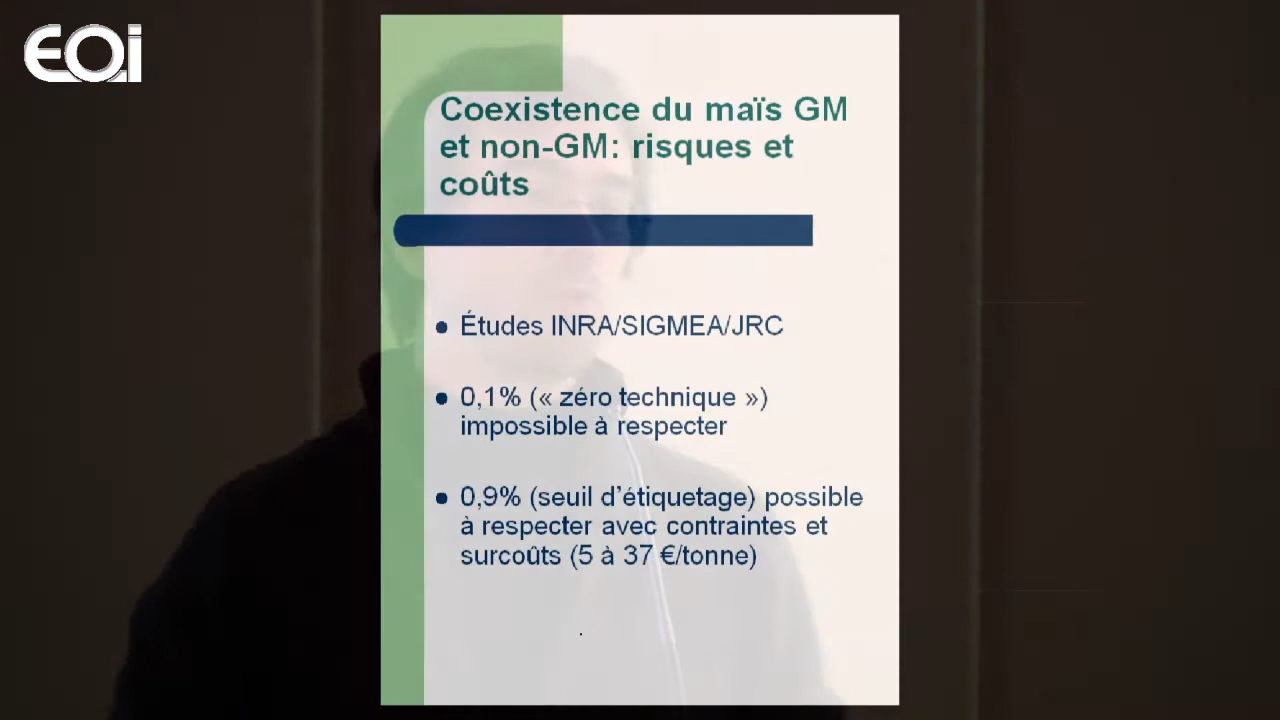 EOi
Coexistence du maïs GM
et non-GM: risques et
coûts
• Études INRA/SIGMEA/JRC
• 0,1% (« zéro technique »)
impossible à respecter
• 0,9% (seuil d’étiquetage) possible
à respecter avec contraintes et
surcoûts (5 à 37 €/tonne)